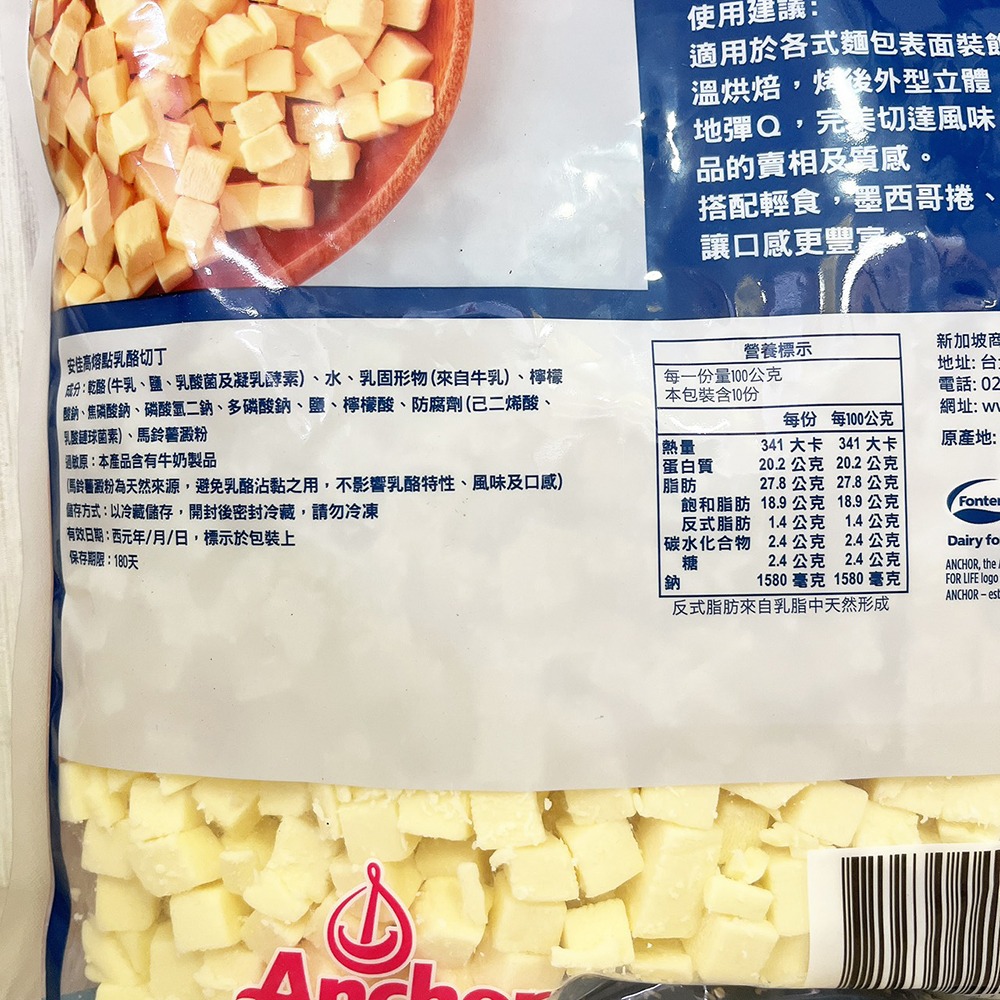 使用建議:
適用於各式麵包表面裝飾
溫烘焙，烤後外型立體
地彈Q，完美切達風味
品的賣相及質感。
搭配輕食，墨西哥捲、
讓口感更豐富
安佳高熔點乳酪切丁
成分:乾酪(牛乳、鹽、乳酸菌及凝乳酵素)、水、乳固形物(來自牛乳)、檸檬
酸鈉、焦磷酸鈉、磷酸氫二鈉、多磷酸鈉、鹽、檸檬酸、防腐劑(己二烯酸、
乳酸鏈球菌素)、馬鈴薯澱粉
過敏原:本產品含有牛奶製品
(馬鈴薯澱粉為天然來源，避免乳酪沾黏之用，不影響乳酪特性、風味及口感)
儲存方式:以冷藏儲存，開封後密封冷藏，請勿冷凍
有效日期:西元年/月/日，標示於包裝上
保存期限:180天
營養標示
每一份量100公克
本包裝含10份
每份 每100公克
熱量 341 大卡 341 大卡
蛋白質 20.2 公克 20.2 公克
脂肪 27.8 公克 27.8 公克
飽和脂肪 18.9 公克 18.9 公克
反式脂肪 1.4 公克 1.4 公克
碳水化合物 2.4 公克 2.4 公克
糖 2.4 公克 2.4 公克
鈉 1580 毫克 1580 毫克
反式脂肪來自乳脂中天然形成
新加坡商
地址: 台
電話: 02
網址: w
原產地:
Fonter
Dairy fo
ANCHOR, the
FOR LIFE logo
ANCHOR – est
Anchor